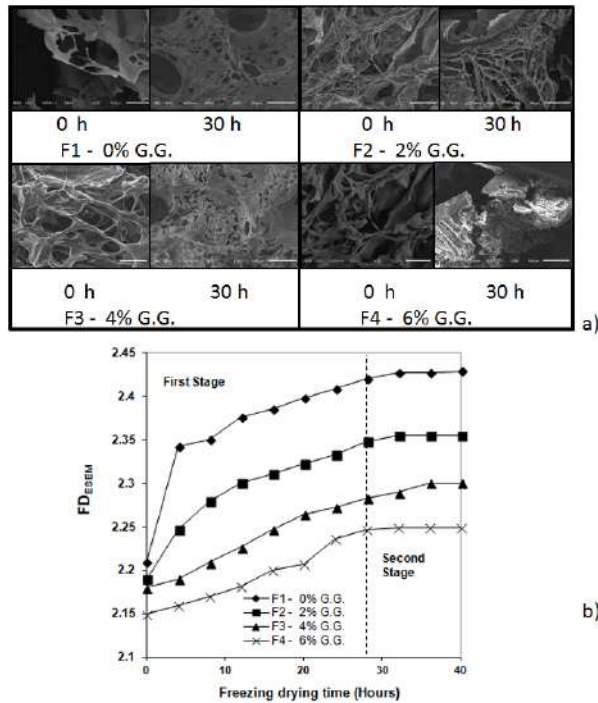 0 h 30 h 0 h 30 h
F1 - 0% G.G. F2 - 2% G.G.
0 h 30 h 0 h 30 h
F3 - 4% G.G. F4 - 6% G.G.
a)
2.45
2.4
2.35
2.3
2.25
2.2
2.15
2.1
FD_ESEM
First Stage
Second
Stage
F1 - 0% G.G.
F2 - 2% G.G.
F3 - 4% G.G.
F4 - 6% G.G.
0 10 20 30 40
Freezing drying time (Hours)
b)